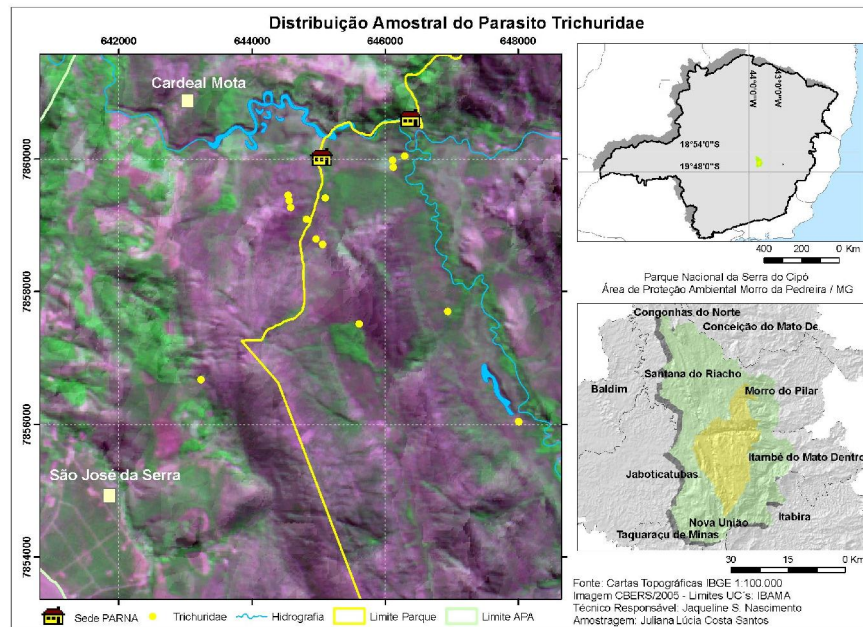 Distribuição Amostral do Parasito Trichuridae
642000 644000 646000 648000
Cardeal Mota
7860000
7858000
7856000
7854000
São José da Serra
Sede PARNA Trichuridae Hidrografia Limite Parque Limite APA
44°0'0"W
43°0'0"W
18°54'0"S
19°48'0"S
400 200 0 Km
Parque Nacional da Serra do Cipó
Área de Proteção Ambiental Morro da Pedreira / MG
Congonhas do Norte
Conceição do Mato De
Santana do Riacho
Baldim
Morro do Pilar
Itambé do Mato Dentro
Jaboticatubas
Itabira
Nova União
Taquaraçu de Minas
30 15 0 Km
Fonte: Cartas Topográficas IBGE 1:100.000
Imagem CBERS/2005 - Limites UC´s: IBAMA
Técnico Responsável: Jaqueline S. Nascimento
Amostragem: Juliana Lúcia Costa Santos